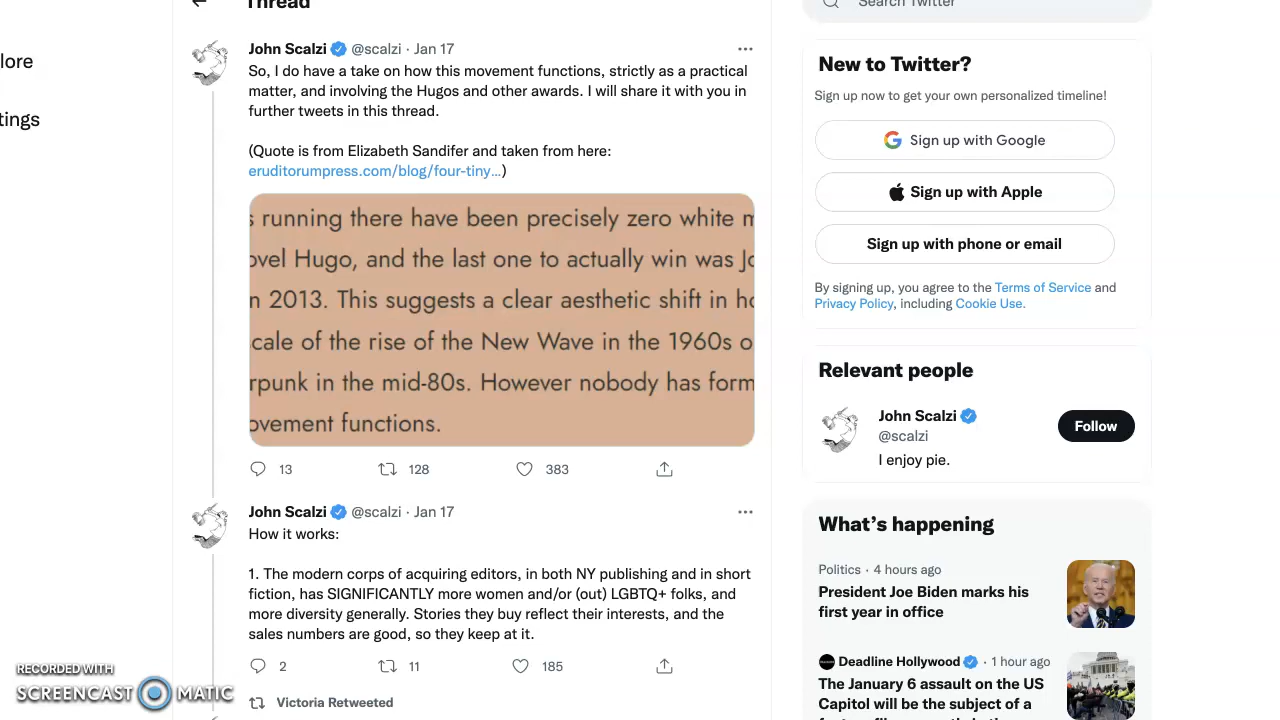 Thread
Search Twitter
lore
tings
John Scalzi @scalzi · Jan 17
So, I do have a take on how this movement functions, strictly as a practical
matter, and involving the Hugos and other awards. I will share it with you in
further tweets in this thread.
(Quote is from Elizabeth Sandifer and taken from here:
eruditorumpress.com/blog/four-tiny…)
s running there have been precisely zero white m
ovel Hugo, and the last one to actually win was Jo
n 2013. This suggests a clear aesthetic shift in ho
cale of the rise of the New Wave in the 1960s o
rpunk in the mid-80s. However nobody has form
ovement functions.
13 128 383
John Scalzi @scalzi · Jan 17
How it works:
1. The modern corps of acquiring editors, in both NY publishing and in short
fiction, has SIGNIFICANTLY more women and/or (out) LGBTQ+ folks, and
more diversity generally. Stories they buy reflect their interests, and the
sales numbers are good, so they keep at it.
2 11 185
Victoria Retweeted
New to Twitter?
Sign up now to get your own personalized timeline!
Sign up with Google
Sign up with Apple
Sign up with phone or email
By signing up, you agree to the Terms of Service and
Privacy Policy, including Cookie Use.
Relevant people
John Scalzi
@scalzi
Follow
I enjoy pie.
What's happening
Politics · 4 hours ago
President Joe Biden marks his
first year in office
Deadline Hollywood · 1 hour ago
The January 6 assault on the US
Capitol will be the subject of a
RECORDED WITH
SCREENCAST MATIC